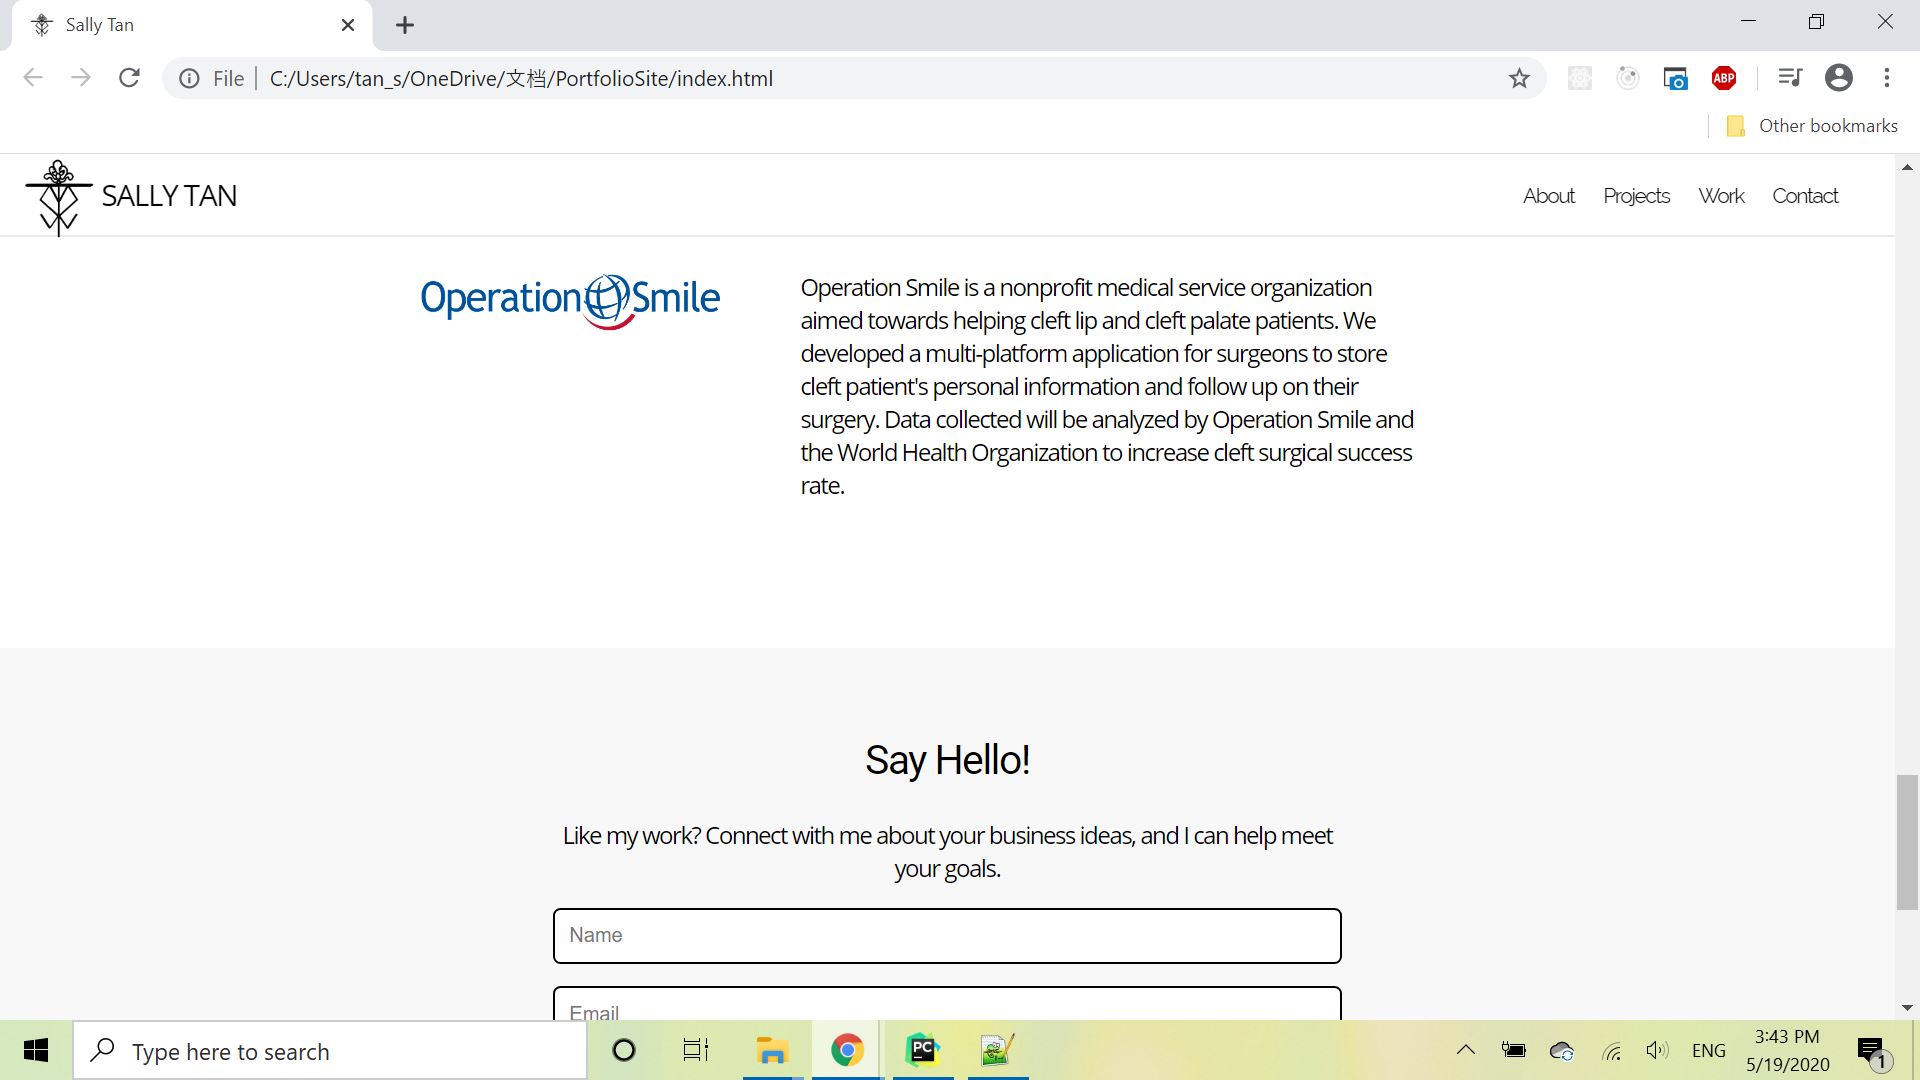 Sally Tan
File
C:/Users/tan_s/OneDrive/文档/PortfolioSite/index.html
ABP
Other bookmarks
SALLY TAN
About Projects Work Contact
Operation Smile
Operation Smile is a nonprofit medical service organization
aimed towards helping cleft lip and cleft palate patients. We
developed a multi-platform application for surgeons to store
cleft patient's personal information and follow up on their
surgery. Data collected will be analyzed by Operation Smile and
the World Health Organization to increase cleft surgical success
rate.
Say Hello!
Like my work? Connect with me about your business ideas, and I can help meet
your goals.
Name
Email
Type here to search
PC
ENG
3:43 PM
5/19/2020
1